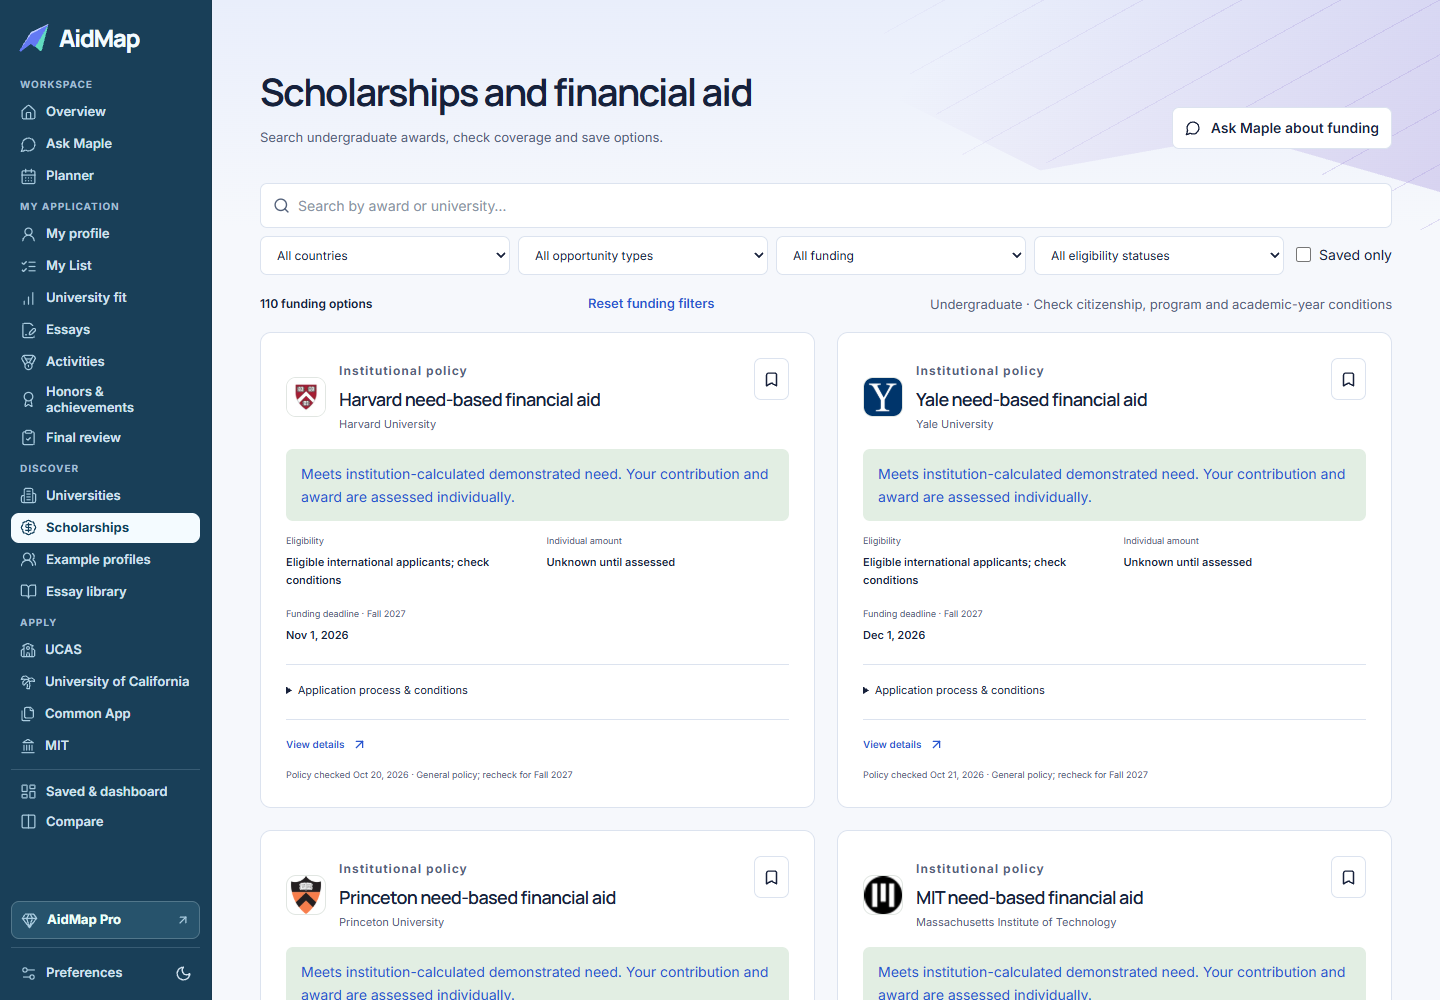 AidMap
WORKSPACE
Overview
Ask Maple
Planner
MY APPLICATION
My profile
My List
University fit
Essays
Activities
Honors &
achievements
Final review
DISCOVER
Universities
Scholarships
Example profiles
Essay library
APPLY
UCAS
University of California
Common App
MIT
Saved & dashboard
Compare
AidMap Pro
Preferences
Scholarships and financial aid
Search undergraduate awards, check coverage and save options.
Ask Maple about funding
Search by award or university...
All countries
All opportunity types
All funding
All eligibility statuses
Saved only
110 funding options
Reset funding filters
Undergraduate · Check citizenship, program and academic-year conditions
Institutional policy
Harvard need-based financial aid
Harvard University
Meets institution-calculated demonstrated need. Your contribution and
award are assessed individually.
Eligibility
Eligible international applicants; check
conditions
Individual amount
Unknown until assessed
Funding deadline · Fall 2027
Nov 1, 2026
Application process & conditions
View details
Policy checked Oct 20, 2026 · General policy; recheck for Fall 2027
Institutional policy
Y
Yale need-based financial aid
Yale University
Meets institution-calculated demonstrated need. Your contribution and
award are assessed individually.
Eligibility
Eligible international applicants; check
conditions
Individual amount
Unknown until assessed
Funding deadline · Fall 2027
Dec 1, 2026
Application process & conditions
View details
Policy checked Oct 21, 2026 · General policy; recheck for Fall 2027
Institutional policy
Princeton need-based financial aid
Princeton University
Meets institution-calculated demonstrated need. Your contribution and
award are assessed individually.
Institutional policy
MIT need-based financial aid
Massachusetts Institute of Technology
Meets institution-calculated demonstrated need. Your contribution and
award are assessed individually.